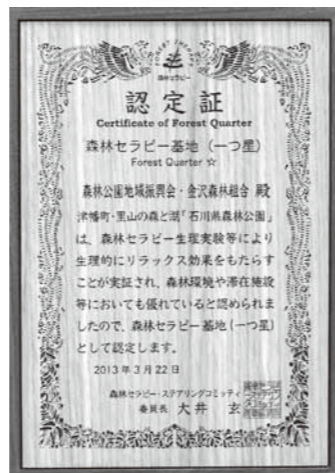 FOREST THERAPY
森林セラピー
認定証
Certificate of Forest Quarter
森林セラピー基地(一つ星)
Forest Quarter ☆
森林公園地域振興会・金沢森林組合 殿
津幡町・里山の森と湖「石川県森林公園」
は、森林セラピー生理実験等により
生理的にリラックス効果をもたらす
ことが実証され、森林環境や滞在施設
等においても優れていると認められま
したので、森林セラピー基地(一つ星)
として認定します。
2013年3月22日
森林セラピー・ステアリングコミッティ
委員長 大井 玄